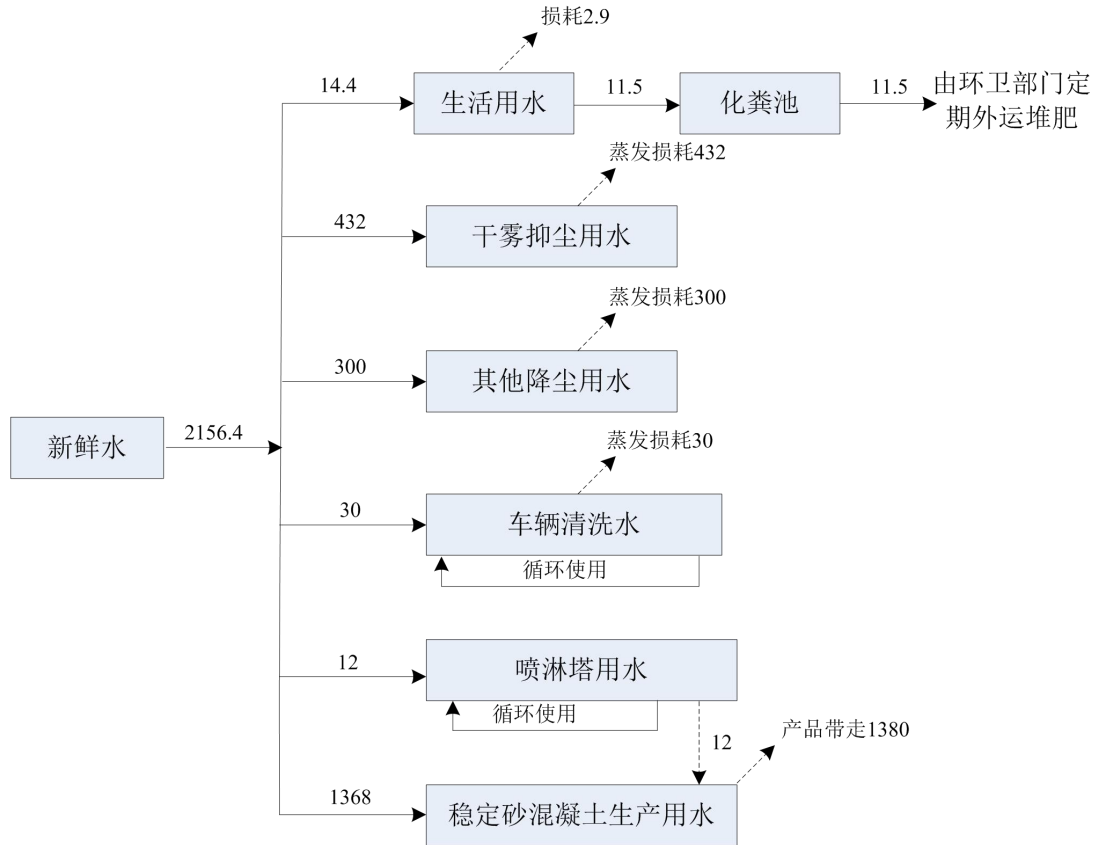 损耗2.9
14.4
生活用水
11.5
化粪池
11.5
由环卫部门定
期外运堆肥
蒸发损耗432
432
干雾抑尘用水
蒸发损耗300
300
其他降尘用水
新鲜水
2156.4
蒸发损耗30
30
车辆清洗水
循环使用
12
喷淋塔用水
循环使用
12
产品带走1380
1368
稳定砂混凝土生产用水